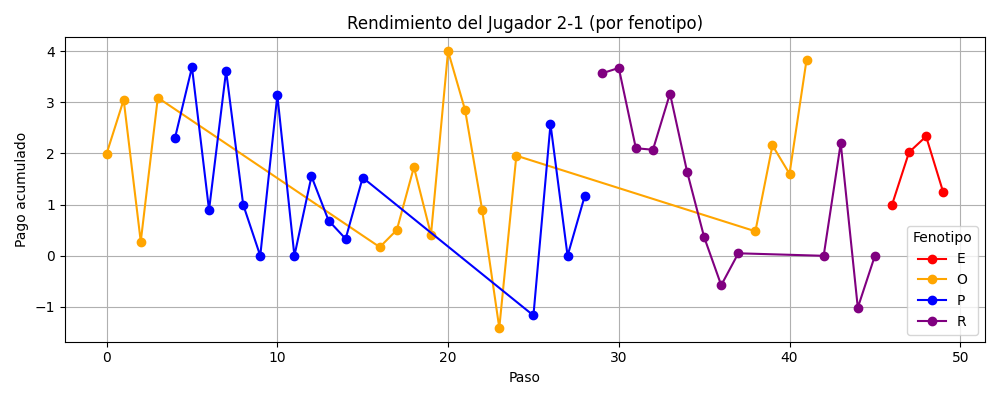 Rendimiento del Jugador 2-1 (por fenotipo)
Pago acumulado
4
3
2
1
0
−1
0
10
20
30
40
50
Paso
Fenotipo
E
O
P
R